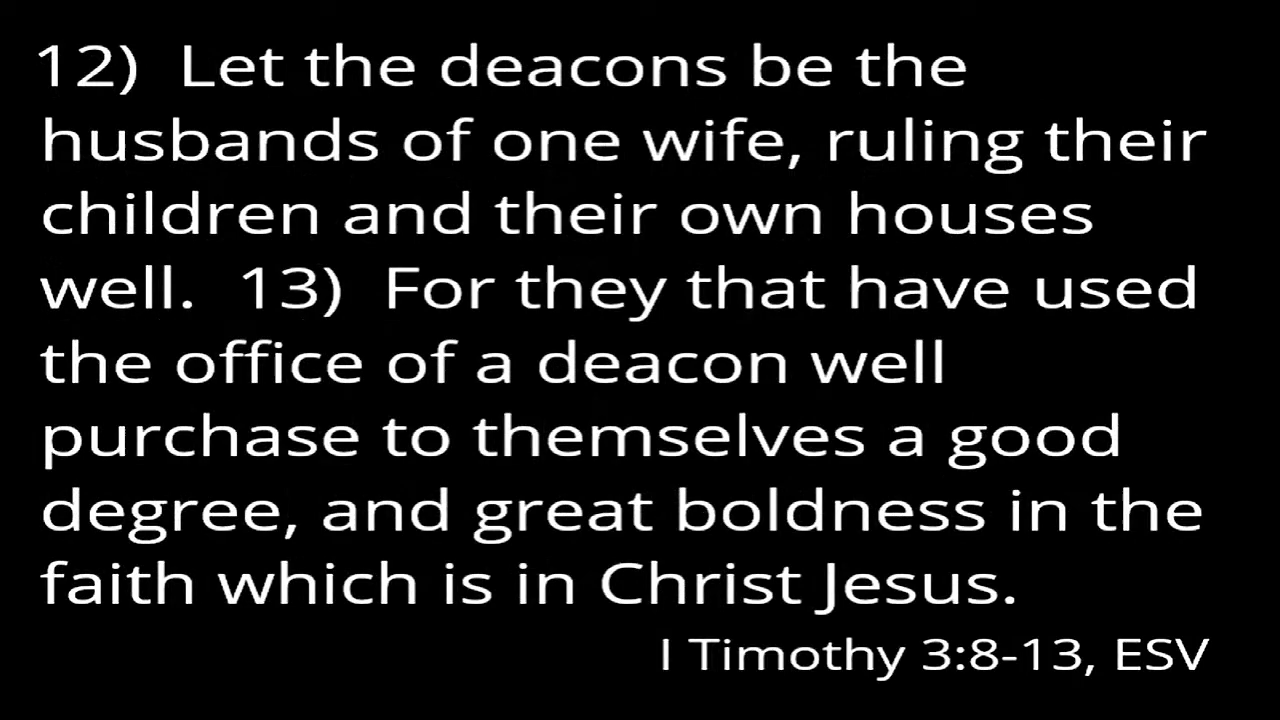 12)  Let the deacons be the
husbands of one wife, ruling their
children and their own houses
well.  13)  For they that have used
the office of a deacon well
purchase to themselves a good
degree, and great boldness in the
faith which is in Christ Jesus.
I Timothy 3:8-13, ESV